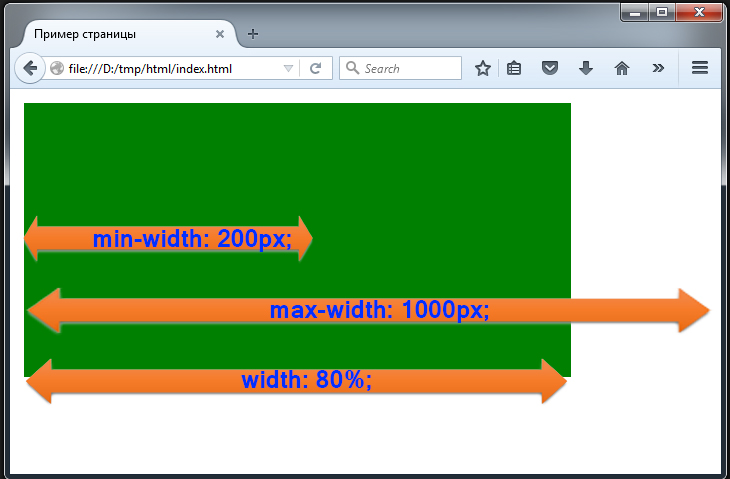 Пример страницы
file:///D:/tmp/html/index.html
Search
min-width: 200px;
max-width: 1000px;
width: 80%;